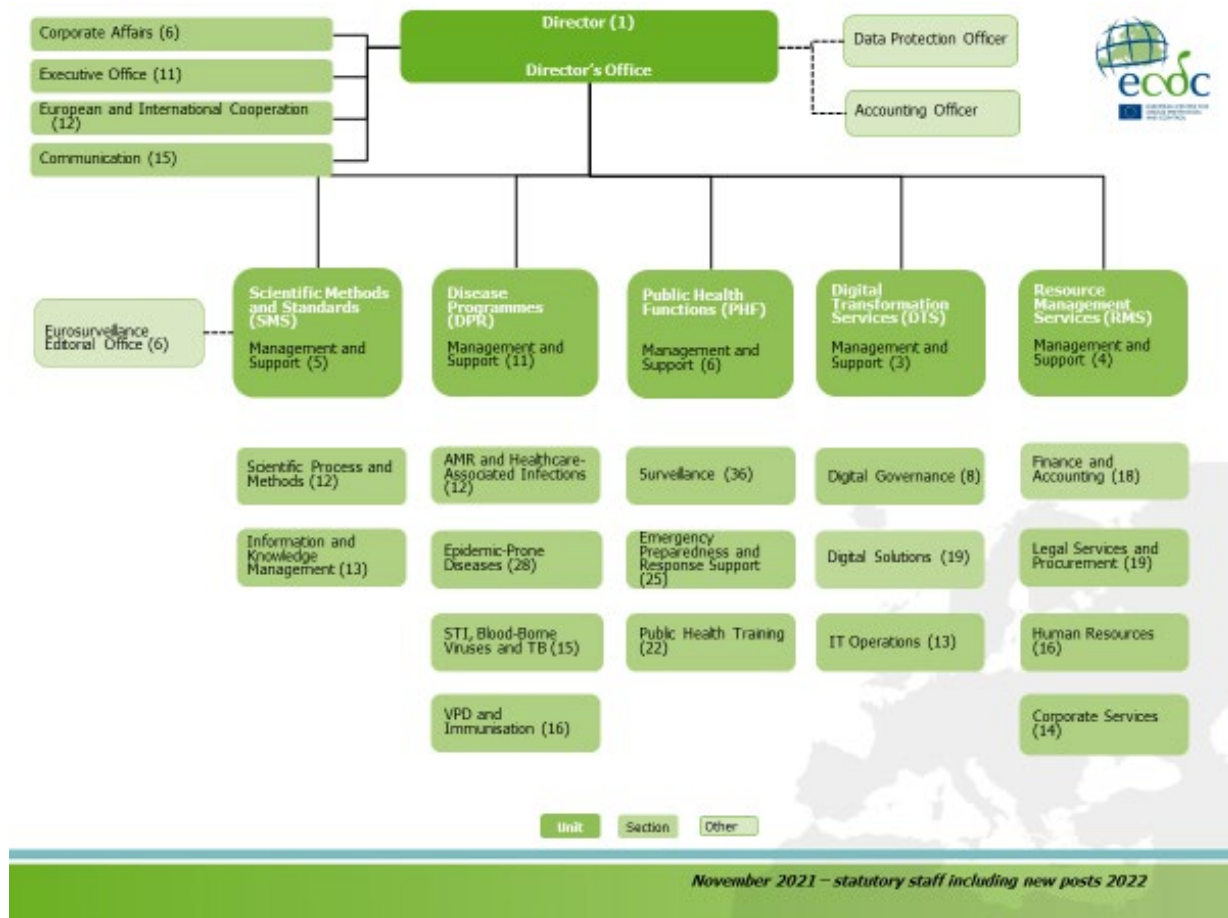 Corporate Affairs (6)
Executive Office (11)
European and International Cooperation
(12)
Communication (15)
Director (1)
Director's Office
Data Protection Officer
Accounting Officer
ecdc
EUROPEAN CENTRE FOR
DISEASE PREVENTION
AND CONTROL
Eurosurveillance
Editorial Office (6)
Scientific Methods
and Standards
(SMS)
Management and
Support (5)
Disease
Programmes
(DPR)
Management and
Support (11)
Public Health
Functions (PHF)
Management and
Support (6)
Digital
Transformation
Services (DTS)
Management and
Support (3)
Resource
Management
Services (RMS)
Management and
Support (4)
Scientific Process and
Methods (12)
Information and
Knowledge
Management (13)
AMR and Healthcare-
Associated Infections
(12)
Epidemic-Prone
Diseases (28)
STI, Blood-Borne
Viruses and TB (15)
VPD and
Immunisation (16)
Surveillance (36)
Emergency
Preparedness and
Response Support
(25)
Public Health Training
(22)
Digital Governance (8)
Digital Solutions (19)
IT Operations (13)
Finance and
Accounting (18)
Legal Services and
Procurement (19)
Human Resources
(16)
Corporate Services
(14)
Unit
Section
Other
November 2021 – statutory staff including new posts 2022